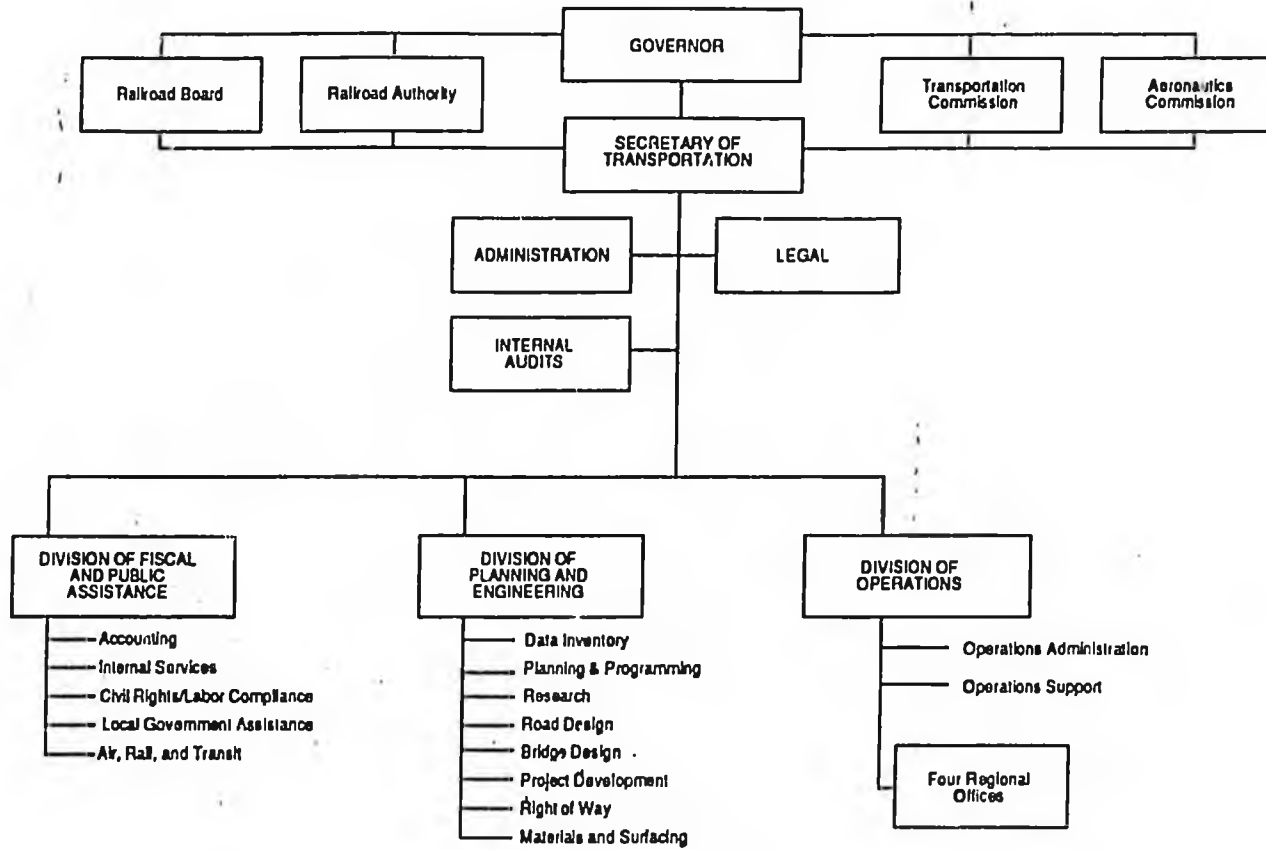 GOVERNOR
Railroad Board
Railroad Authority
Transportation
Commission
Aeronautics
Commission
SECRETARY OF
TRANSPORTATION
ADMINISTRATION
LEGAL
INTERNAL
AUDITS
DIVISION OF FISCAL
AND PUBLIC
ASSISTANCE
Accounting
Internal Services
Civil Rights/Labor Compliance
Local Government Assistance
Air, Rail, and Transit
DIVISION OF
PLANNING AND
ENGINEERING
Data Inventory
Planning & Programming
Research
Road Design
Bridge Design
Project Development
Right of Way
Materials and Surfacing
DIVISION OF
OPERATIONS
Operations Administration
Operations Support
Four Regional
Offices